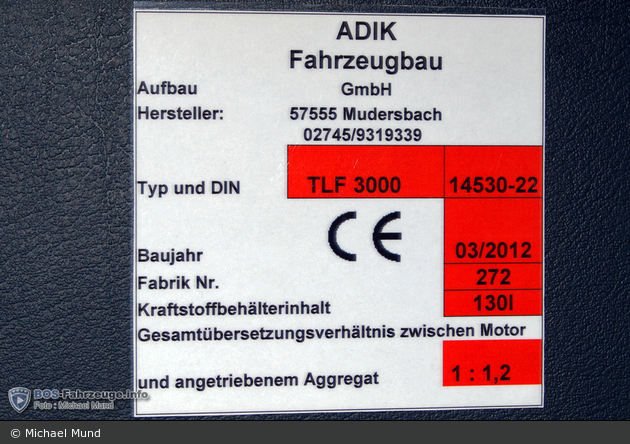 ADIK
Fahrzeugbau
Aufbau GmbH
Hersteller: 57555 Mudersbach
02745/9319339
Typ und DIN TLF 3000 14530-22
CE
Baujahr 03/2012
Fabrik Nr. 272
Kraftstoffbehälterinhalt 130l
Gesamtübersetzungsverhältnis zwischen Motor
und angetriebenem Aggregat 1 : 1,2
BOS-Fahrzeuge.info
Foto : Michael Mund
© Michael Mund